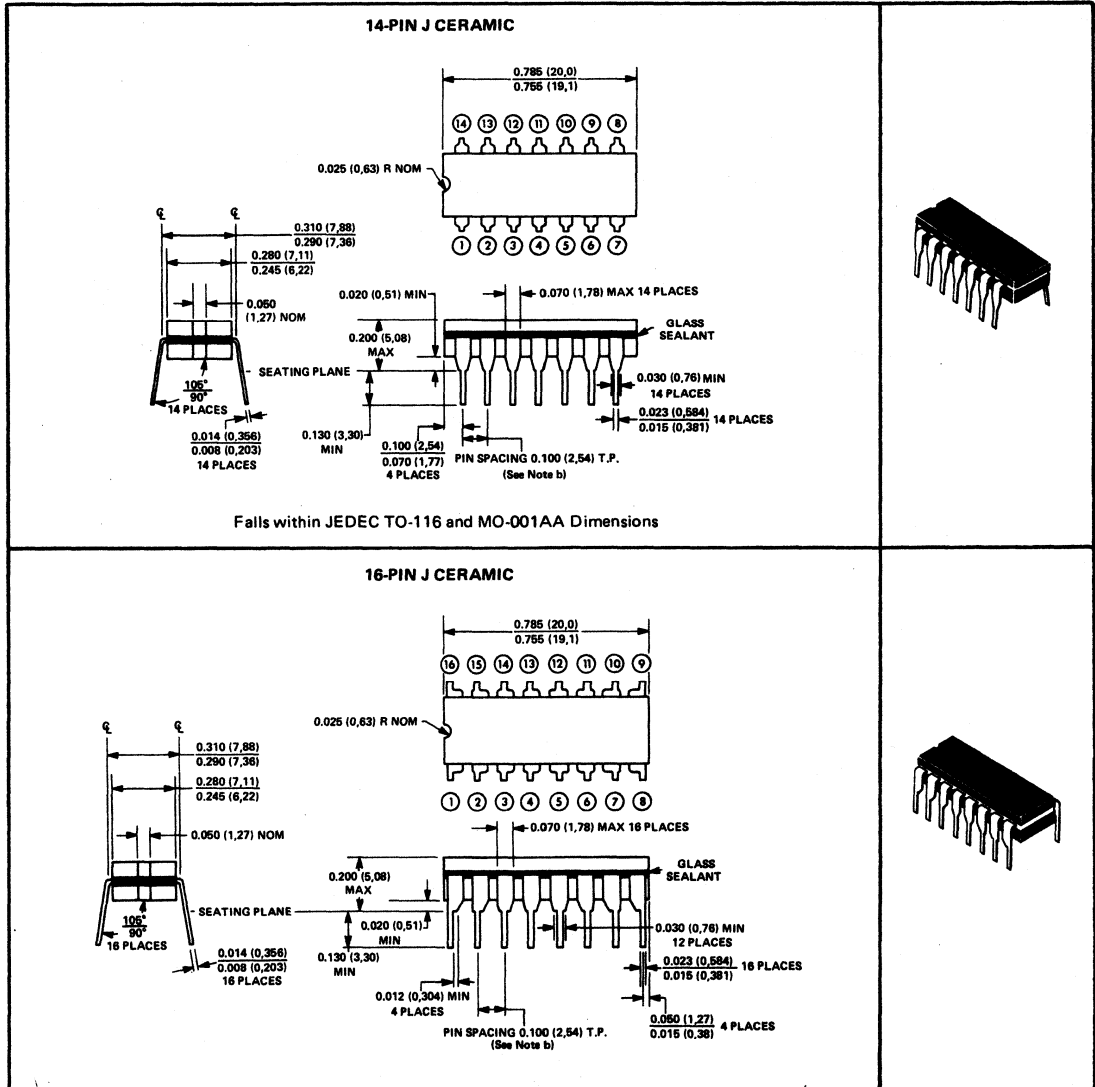 14-PIN J CERAMIC
0.785 (20,0)
0.755 (19,1)
14 13 12 11 10 9 8
0.025 (0,63) R NOM
1 2 3 4 5 6 7
℄ ℄
0.310 (7,88)
0.290 (7,36)
0.280 (7,11)
0.245 (6,22)
0.050
(1,27) NOM
0.020 (0,51) MIN
0.070 (1,78) MAX 14 PLACES
0.200 (5,08)
MAX
GLASS
SEALANT
SEATING PLANE
105°
90°
14 PLACES
0.014 (0,356)
0.008 (0,203)
14 PLACES
0.130 (3,30)
MIN
0.030 (0,76) MIN
14 PLACES
0.023 (0,584)
0.015 (0,381)
14 PLACES
0.100 (2,54)
0.070 (1,77)
4 PLACES
PIN SPACING 0.100 (2,54) T.P.
(See Note b)
Falls within JEDEC TO-116 and MO-001AA Dimensions
16-PIN J CERAMIC
0.785 (20,0)
0.755 (19,1)
16 15 14 13 12 11 10 9
0.025 (0,63) R NOM
1 2 3 4 5 6 7 8
℄ ℄
0.310 (7,88)
0.290 (7,36)
0.280 (7,11)
0.245 (6,22)
0.050 (1,27) NOM
0.070 (1,78) MAX 16 PLACES
0.200 (5,08)
MAX
GLASS
SEALANT
SEATING PLANE
105°
90°
16 PLACES
0.014 (0,356)
0.008 (0,203)
16 PLACES
0.020 (0,51)
MIN
0.130 (3,30)
MIN
0.030 (0,76) MIN
12 PLACES
0.023 (0,584)
0.015 (0,381)
16 PLACES
0.012 (0,304) MIN
4 PLACES
PIN SPACING 0.100 (2,54) T.P.
(See Note b)
0.050 (1,27)
0.015 (0,38)
4 PLACES